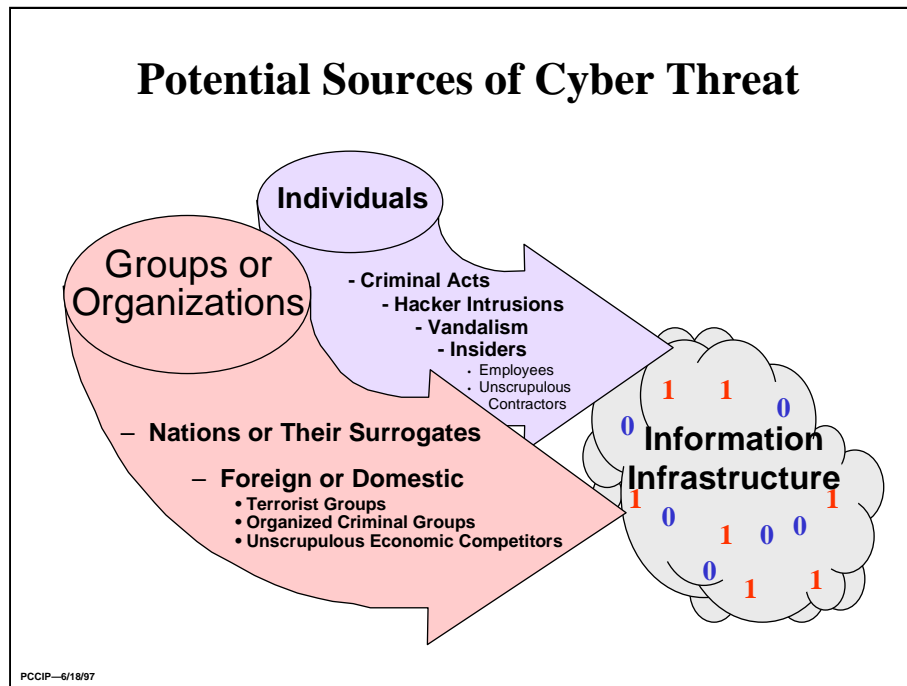 Potential Sources of Cyber Threat
Individuals
Groups or
Organizations
- Criminal Acts
- Hacker Intrusions
- Vandalism
- Insiders
• Employees
• Unscrupulous
Contractors
– Nations or Their Surrogates
– Foreign or Domestic
• Terrorist Groups
• Organized Criminal Groups
• Unscrupulous Economic Competitors
1 1
0
0
Information
Infrastructure
1 1
0
1 0 0
0
1 1
PCCIP—6/18/97